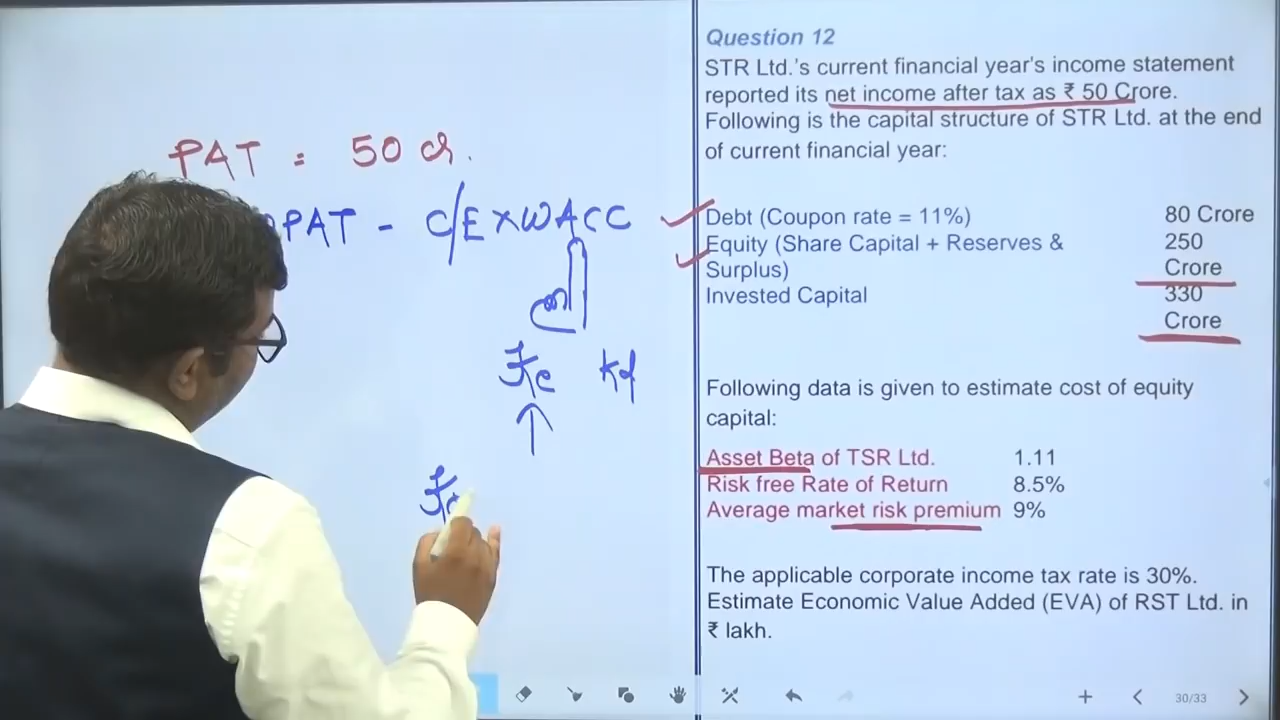 PAT = 50 cr.
OPAT - C/E X WACC
Ke Kd
Ke
Question 12
STR Ltd.'s current financial year's income statement
reported its net income after tax as ₹ 50 Crore.
Following is the capital structure of STR Ltd. at the end
of current financial year:
Debt (Coupon rate = 11%) 80 Crore
Equity (Share Capital + Reserves & 250
Surplus) Crore
Invested Capital 330
Crore
Following data is given to estimate cost of equity
capital:
Asset Beta of TSR Ltd. 1.11
Risk free Rate of Return 8.5%
Average market risk premium 9%
The applicable corporate income tax rate is 30%.
Estimate Economic Value Added (EVA) of RST Ltd. in
₹ lakh.
30/33